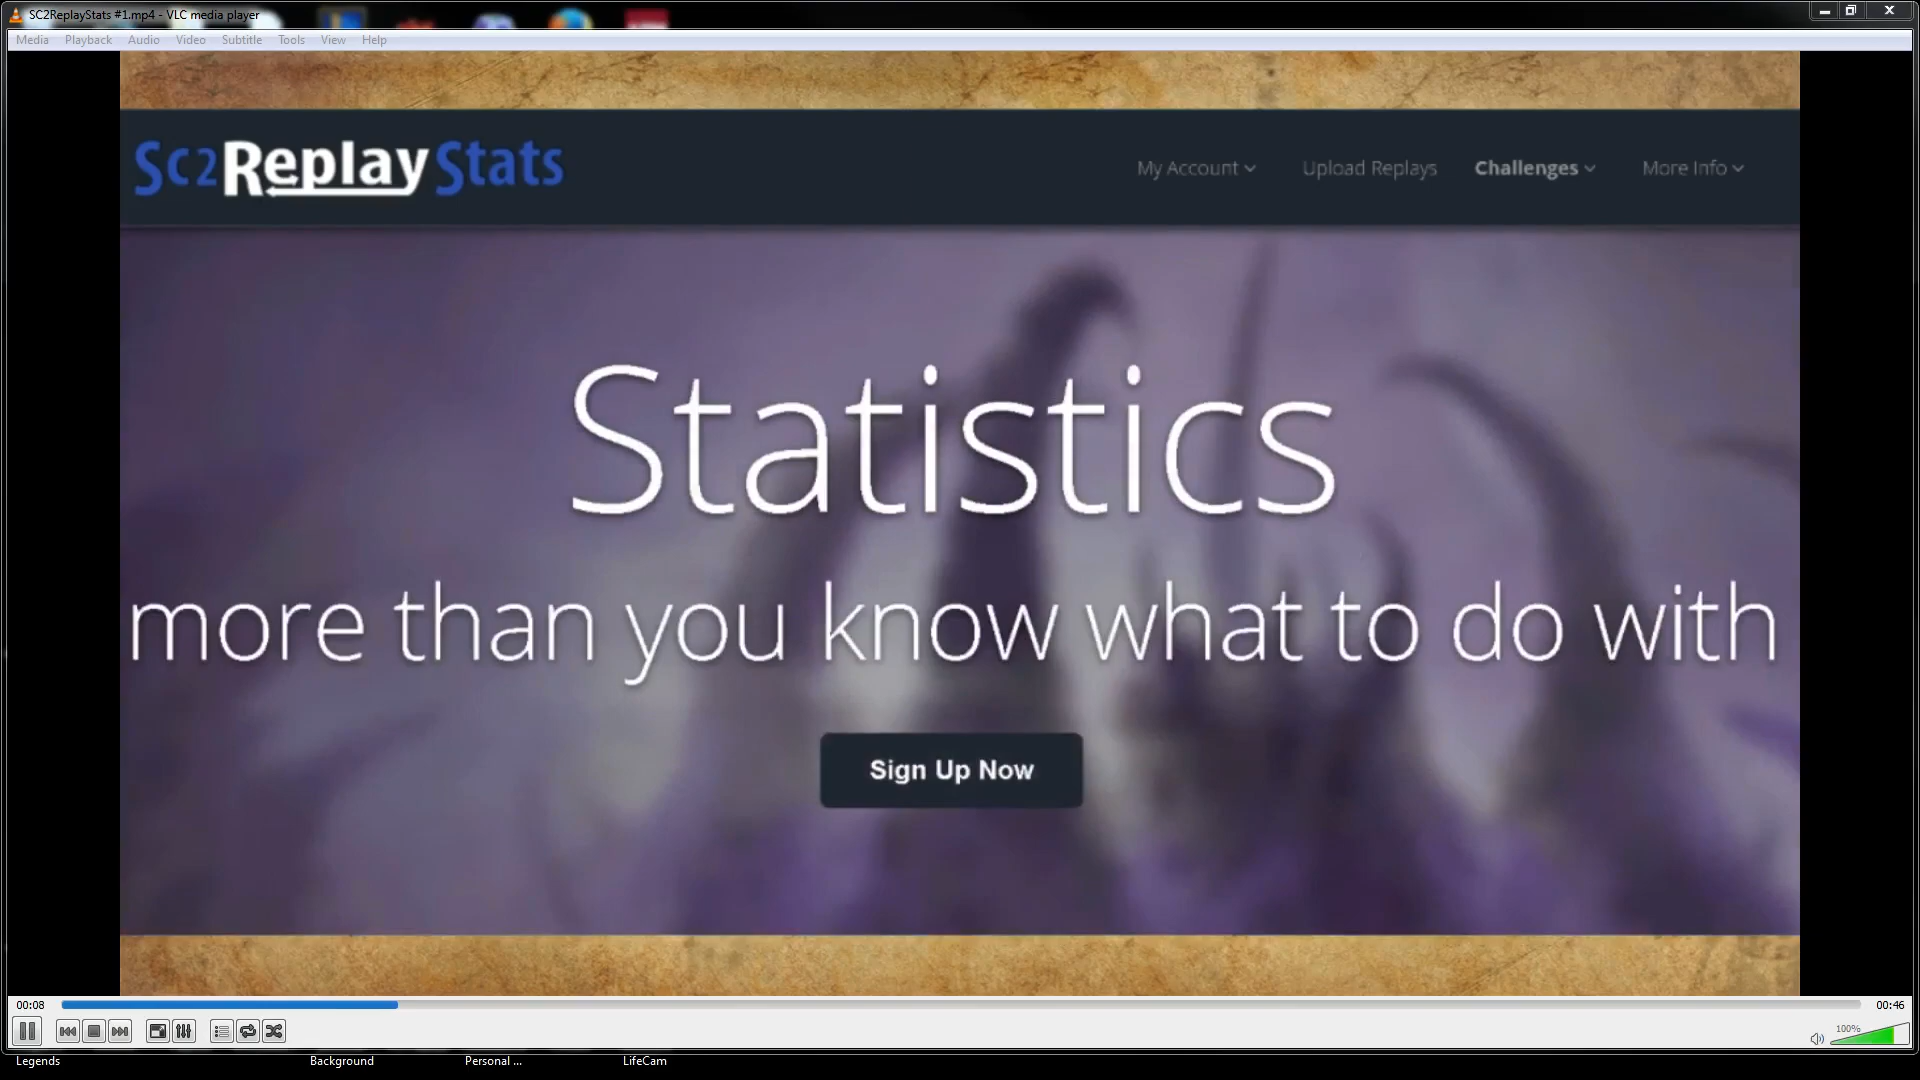 SC2ReplayStats #1.mp4 - VLC media player
Media Playback Audio Video Subtitle Tools View Help
Sc2ReplayStats
My Account Upload Replays Challenges More Info
Statistics
more than you know what to do with
Sign Up Now
00:08
00:46
100%
Legends Background Personal ... LifeCam